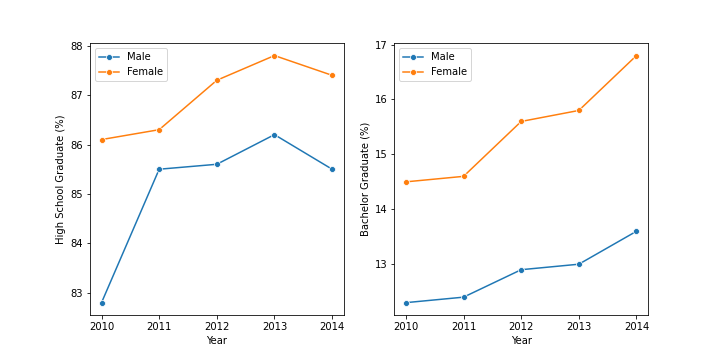 High School Graduate (%)
88
87
86
85
84
83
Male
Female
2010 2011 2012 2013 2014
Year
Bachelor Graduate (%)
17
16
15
14
13
Male
Female
2010 2011 2012 2013 2014
Year